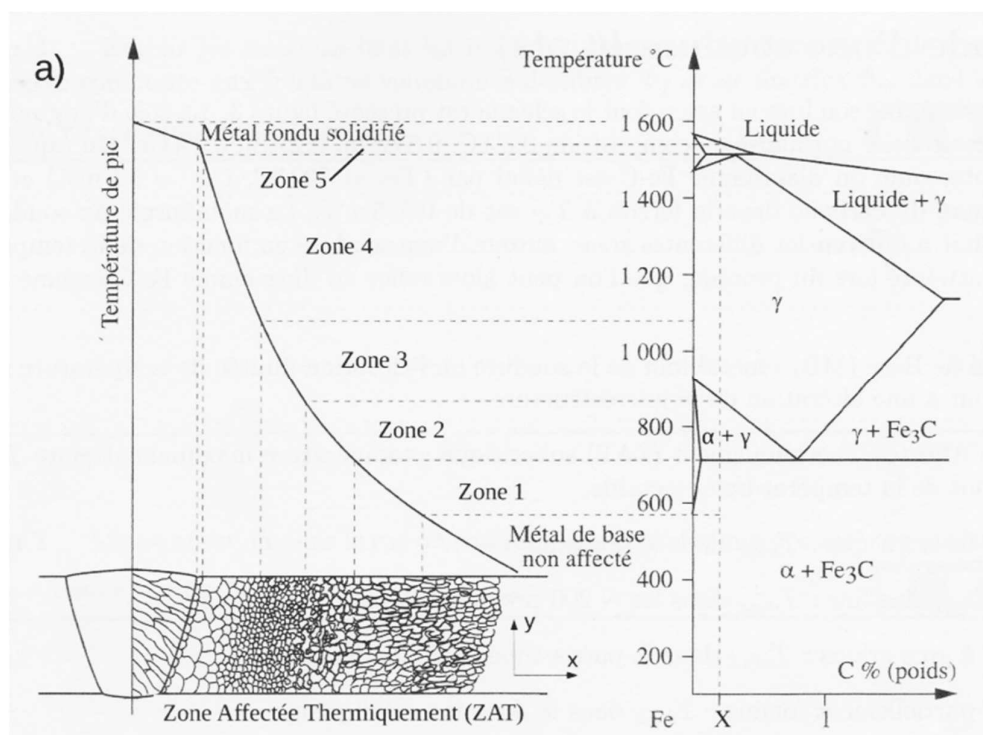 a)
Température de pic
Métal fondu solidifié
Zone 5
Zone 4
Zone 3
Zone 2
Zone 1
Métal de base
non affecté
y
x
Zone Affectée Thermiquement (ZAT)
Température °C
1 600
1 400
1 200
1 000
800
600
400
200
Liquide
Liquide + γ
γ
α + γ
γ + Fe3C
α + Fe3C
C % (poids)
Fe
X
1